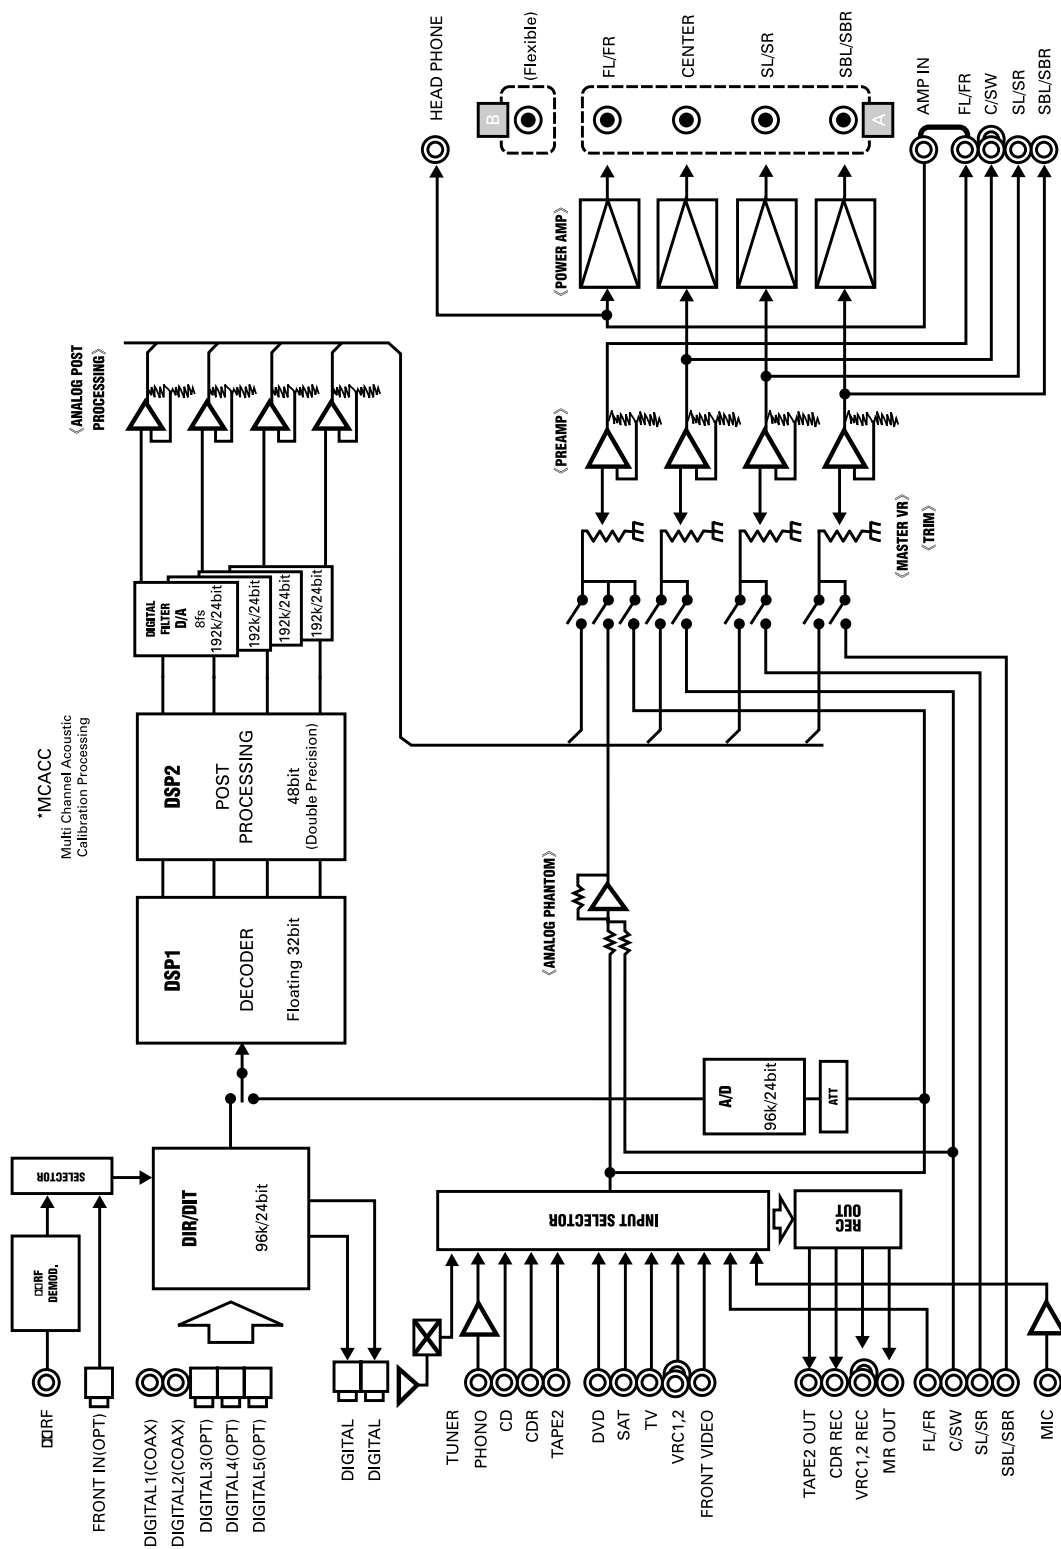 ⟪ANALOG POST
PROCESSING⟫
HEAD PHONE
B
(Flexible)
FL/FR
CENTER
SL/SR
SBL/SBR
A
AMP IN
FL/FR
C/SW
SL/SR
SBL/SBR
⟪POWER AMP⟫
⟪PREAMP⟫
⟪MASTER VR⟫
⟪TRIM⟫
DIGITAL
FILTER
D/A
8fs
192k/24bit
192k/24bit
192k/24bit
192k/24bit
*MCACC
Multi Channel Acoustic
Calibration Processing
DSP2
POST
PROCESSING
48bit
(Double Precision)
DSP1
DECODER
Floating 32bit
⟪ANALOG PHANTOM⟫
A/D
96k/24bit
ATT
SELECTOR
DIR/DIT
96k/24bit
INPUT SELECTOR
REC
OUT
▯▯RF
DEMOD.
▯▯RF
FRONT IN(OPT)
DIGITAL1(COAX)
DIGITAL2(COAX)
DIGITAL3(OPT)
DIGITAL4(OPT)
DIGITAL5(OPT)
DIGITAL
DIGITAL
TUNER
PHONO
CD
CDR
TAPE2
DVD
SAT
TV
VRC1,2
FRONT VIDEO
TAPE2 OUT
CDR REC
VRC1,2 REC
MR OUT
FL/FR
C/SW
SL/SR
SBL/SBR
MIC